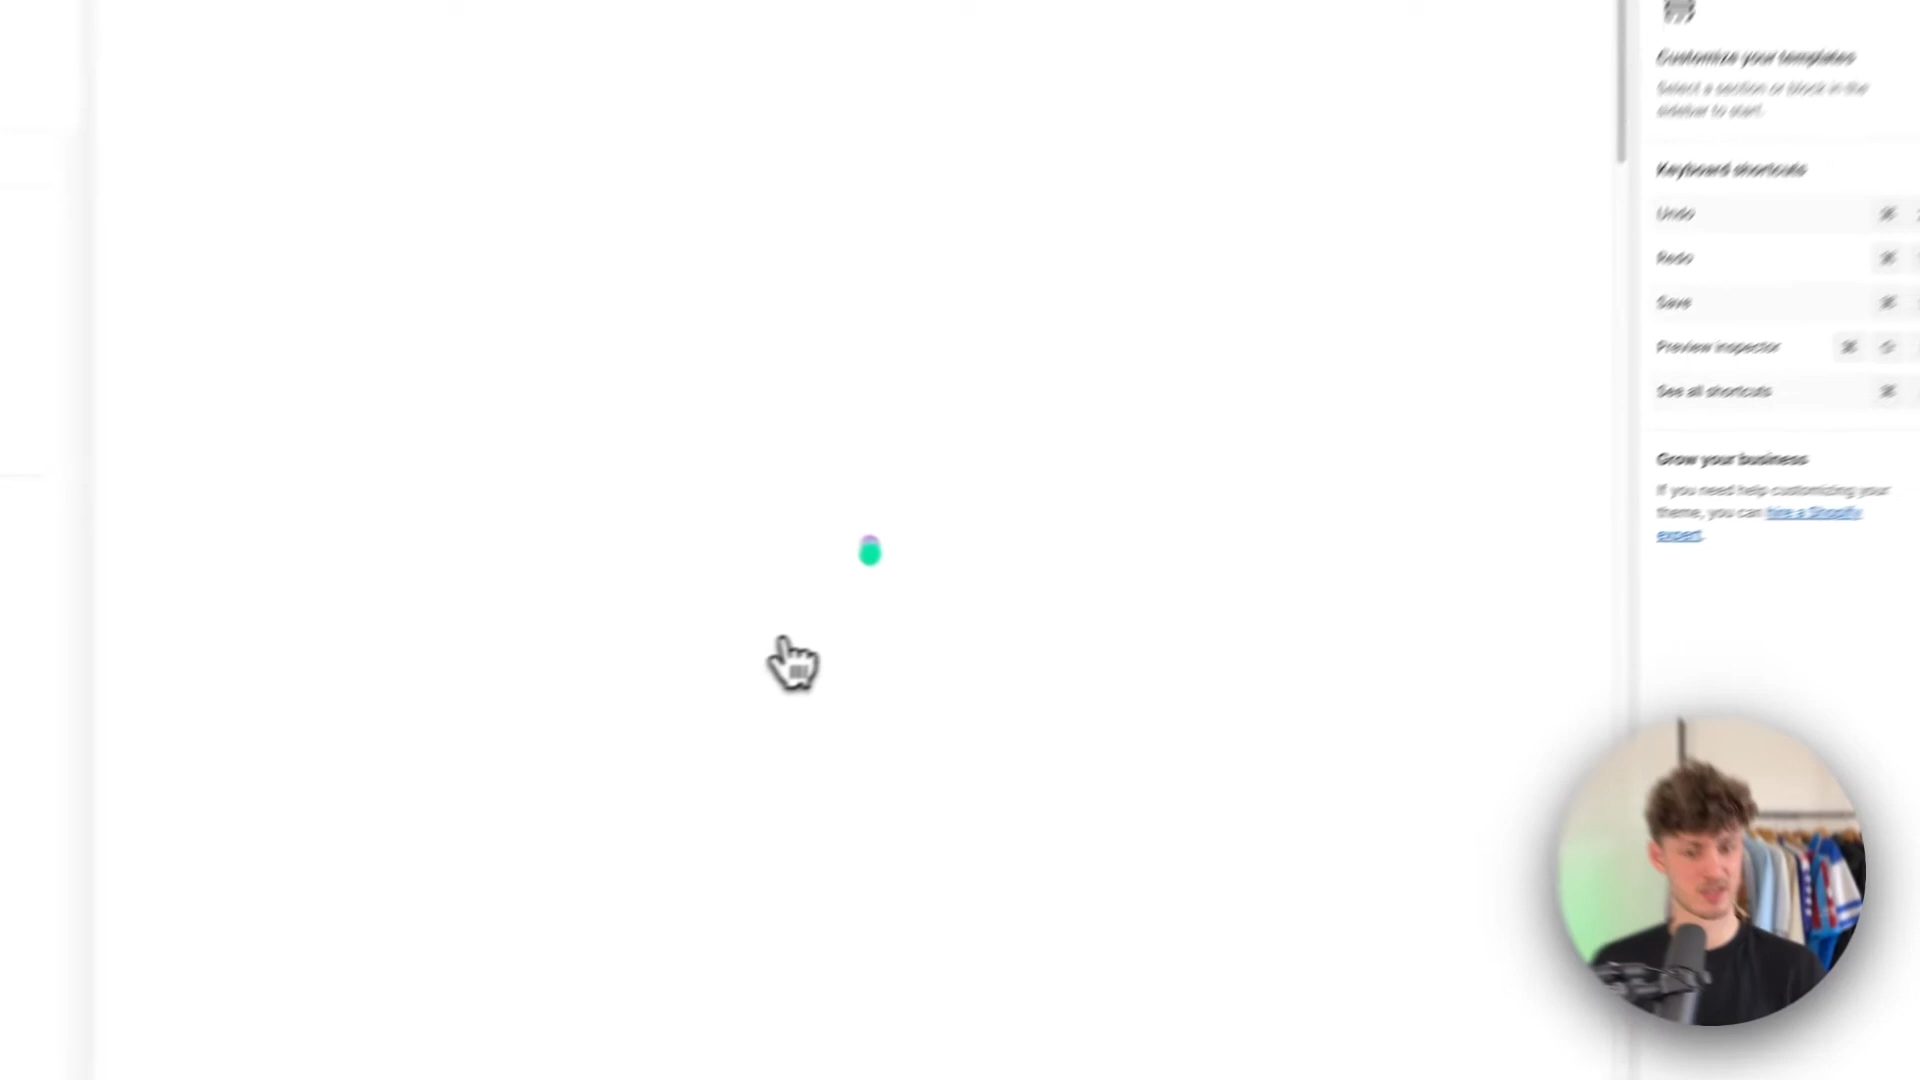 Customize your templates
Select a section or block in the
sidebar to start.
Keyboard shortcuts
Undo ⌘
Redo ⌘
Save ⌘
Preview inspector ⌘
See all shortcuts ⌘
Grow your business
If you need help customizing your
theme, you can hire a Shopify
expert.